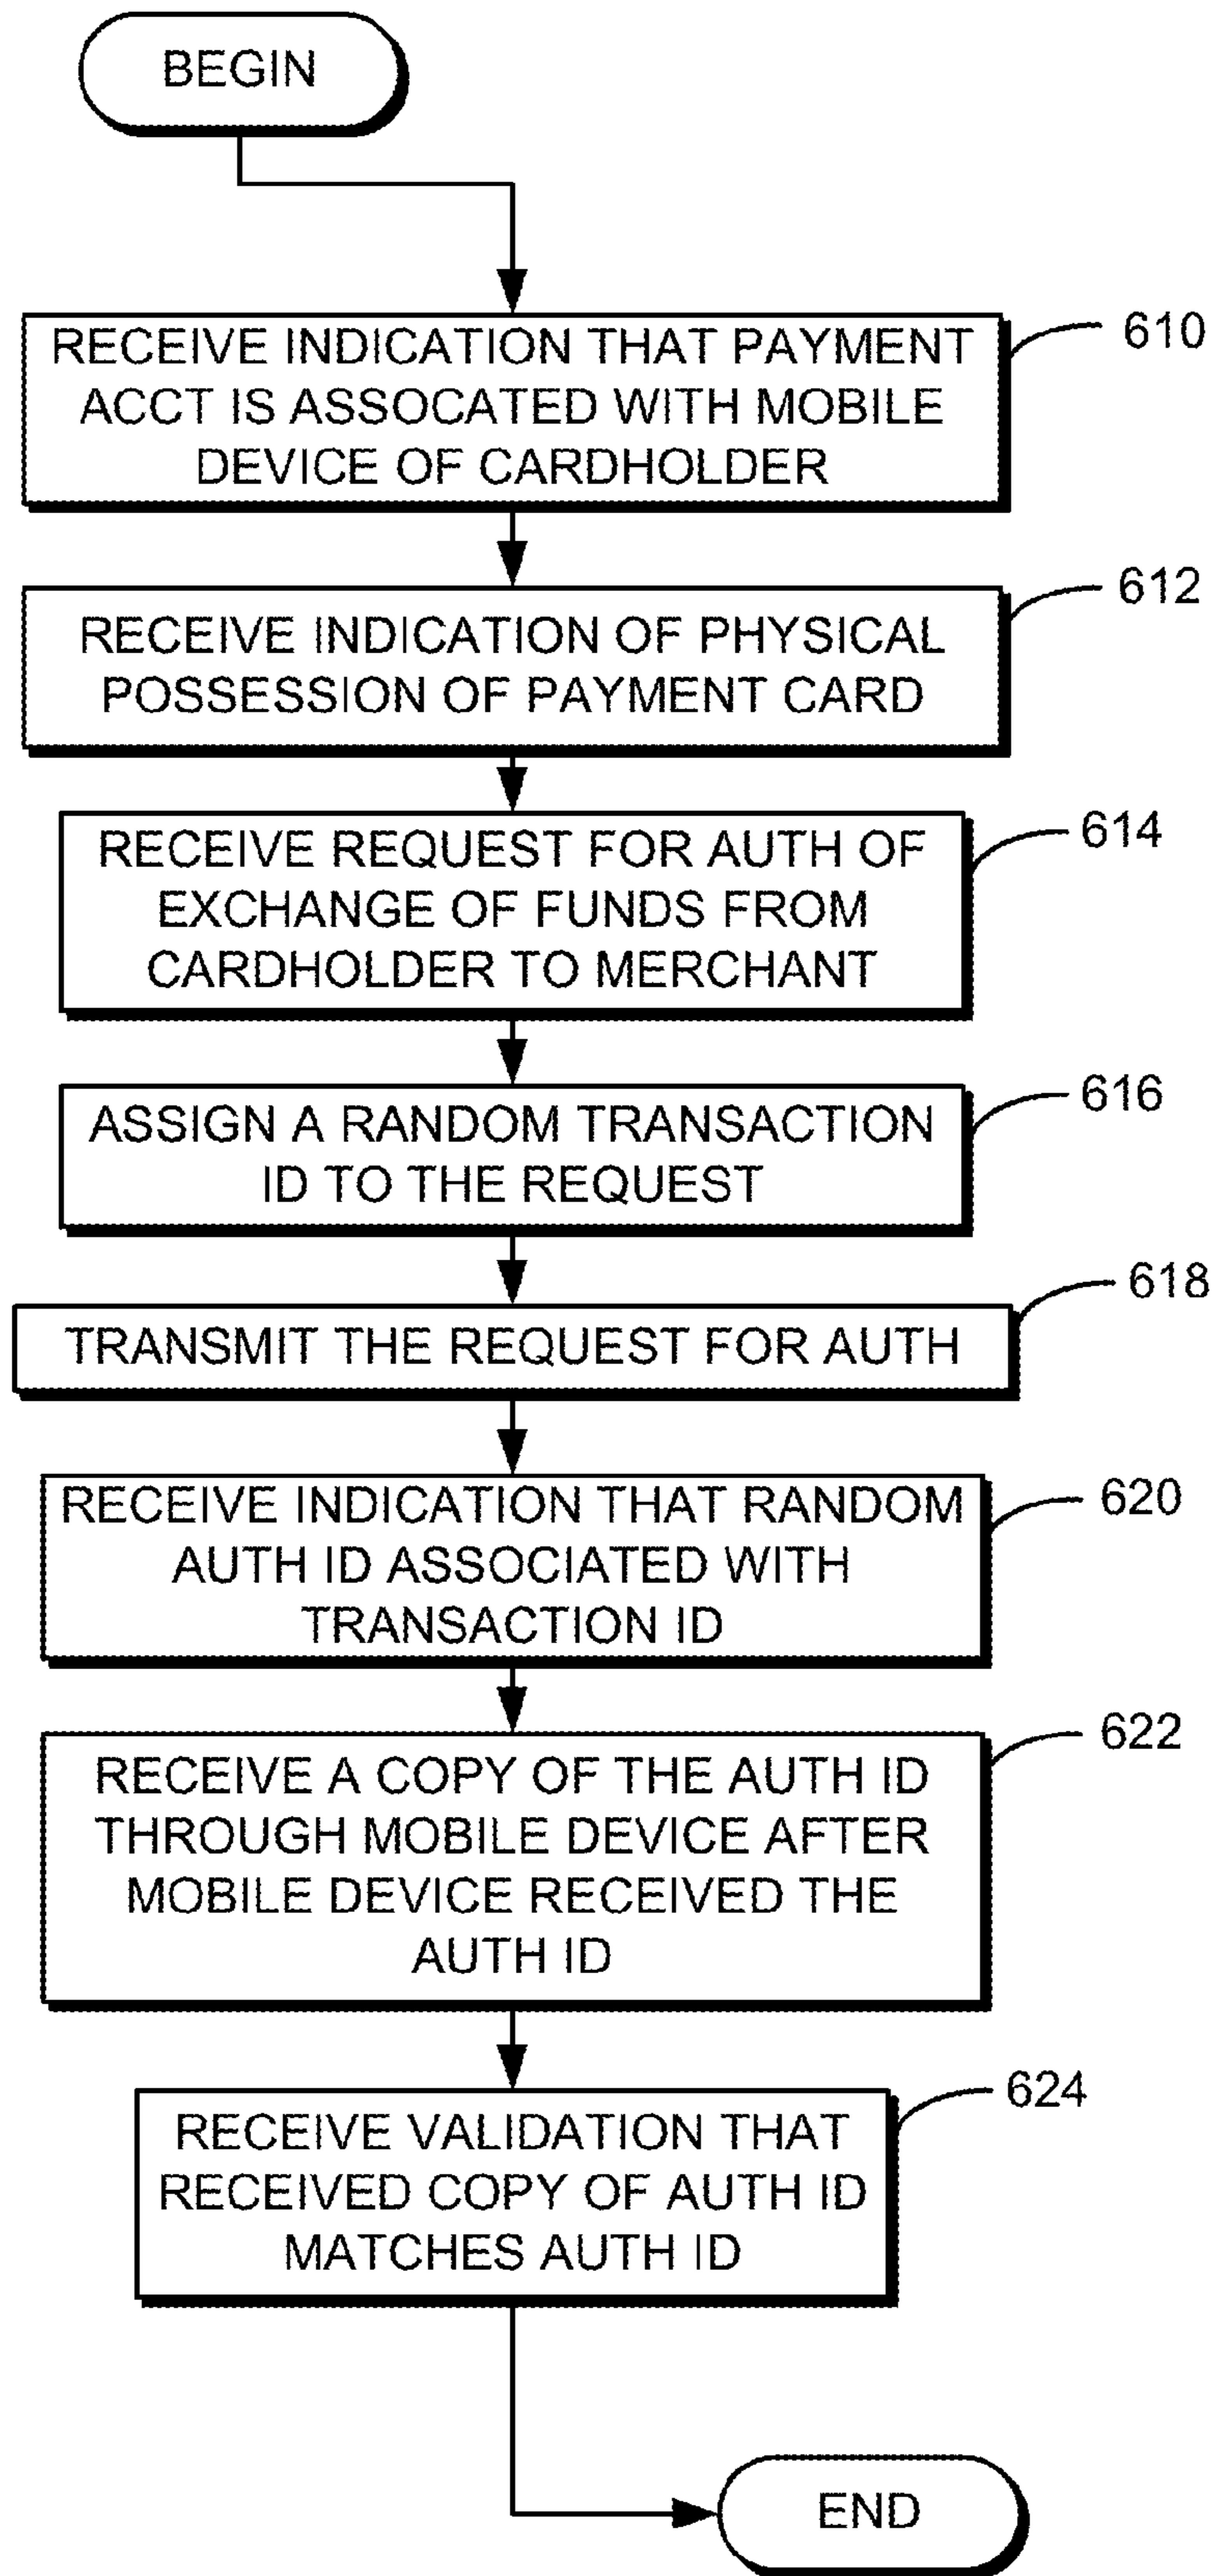 BEGIN
RECEIVE INDICATION THAT PAYMENT
ACCT IS ASSOCATED WITH MOBILE
DEVICE OF CARDHOLDER
610
RECEIVE INDICATION OF PHYSICAL
POSSESSION OF PAYMENT CARD
612
RECEIVE REQUEST FOR AUTH OF
EXCHANGE OF FUNDS FROM
CARDHOLDER TO MERCHANT
614
ASSIGN A RANDOM TRANSACTION
ID TO THE REQUEST
616
TRANSMIT THE REQUEST FOR AUTH
618
RECEIVE INDICATION THAT RANDOM
AUTH ID ASSOCIATED WITH
TRANSACTION ID
620
RECEIVE A COPY OF THE AUTH ID
THROUGH MOBILE DEVICE AFTER
MOBILE DEVICE RECEIVED THE
AUTH ID
622
RECEIVE VALIDATION THAT
RECEIVED COPY OF AUTH ID
MATCHES AUTH ID
624
END